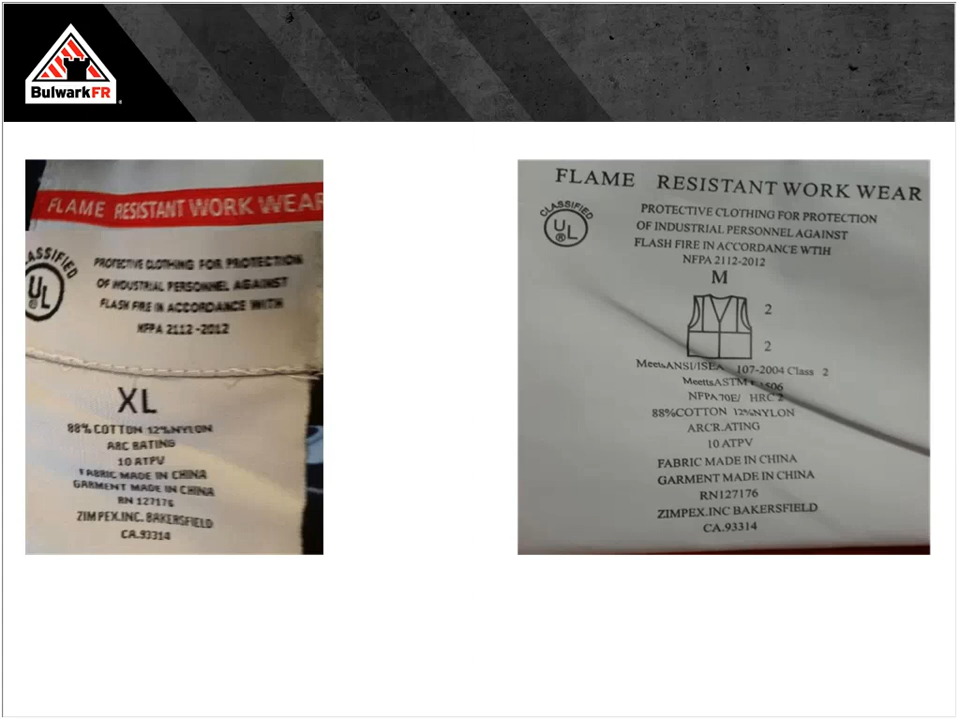 BulwarkFR
FLAME RESISTANT WORK WEAR
CLASSIFIED
UL
®
PROTECTIVE CLOTHING FOR PROTECTION
OF INDUSTRIAL PERSONNEL AGAINST
FLASH FIRE IN ACCORDANCE WITH
NFPA 2112-2012
XL
88% COTTON 12%NYLON
ARC RATING
10 ATPV
FABRIC MADE IN CHINA
GARMENT MADE IN CHINA
RN 127176
ZIMPEX.INC. BAKERSFIELD
CA.93314
FLAME RESISTANT WORK WEAR
CLASSIFIED
UL
®
PROTECTIVE CLOTHING FOR PROTECTION
OF INDUSTRIAL PERSONNEL AGAINST
FLASH FIRE IN ACCORDANCE WTIH
NFPA 2112-2012
M
2
2
MeetsANSI/ISEA 107-2004 Class 2
MeettsASTM 1506
NFPA 70E/ HRC 2
88%COTTON 12%NYLON
ARCR.ATING
10 ATPV
FABRIC MADE IN CHINA
GARMENT MADE IN CHINA
RN127176
ZIMPEX.INC BAKERSFIELD
CA.93314